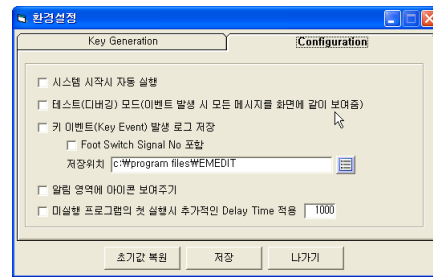 환경설정
Key Generation
Configuration
시스템 시작시 자동 실행
테스트(디버깅) 모드(이벤트 발생 시 모든 메시지를 화면에 같이 보여줌)
키 이벤트(Key Event) 발생 로그 저장
Foot Switch Signal No 포함
저장위치 c:₩program files₩EMEDIT
알림 영역에 아이콘 보여주기
미실행 프로그램의 첫 실행시 추가적인 Delay Time 적용 1000
초기값 복원 저장 나가기